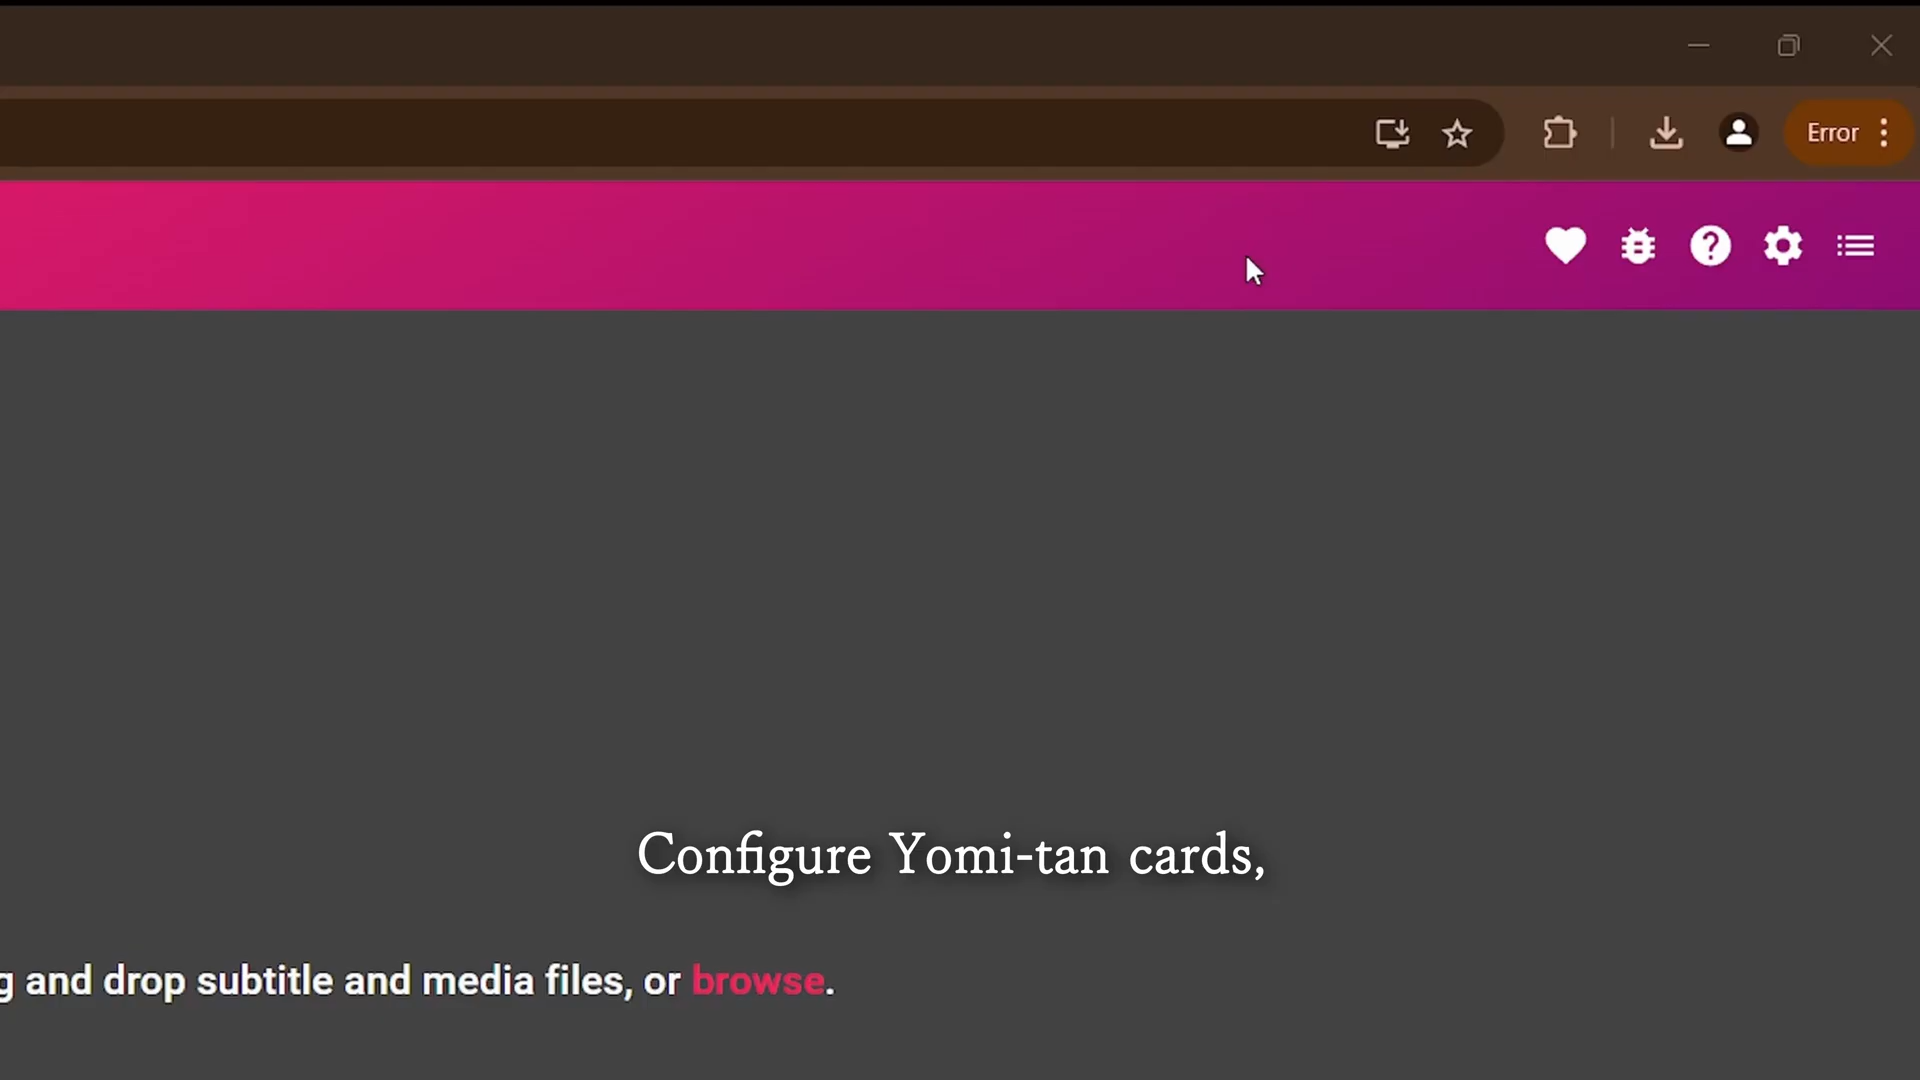 Error
Configure Yomi-tan cards,
g and drop subtitle and media files, or browse.